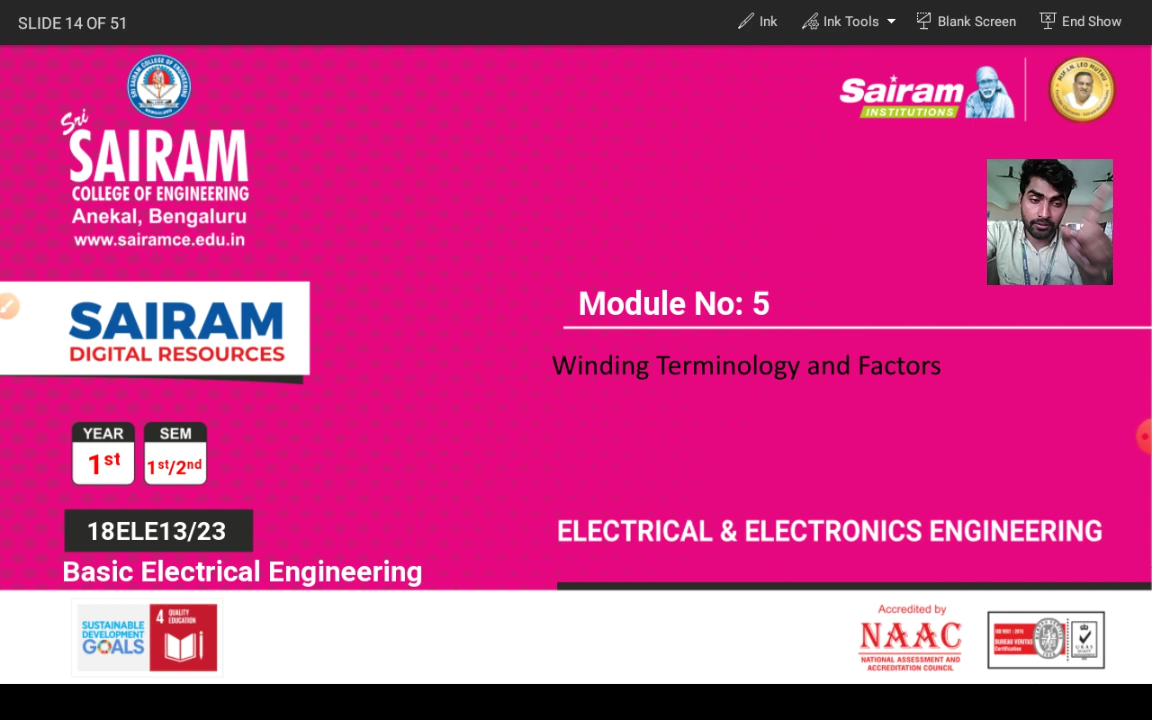 SLIDE 14 OF 51
Ink
Ink Tools
Blank Screen
End Show
Sri
SAIRAM
COLLEGE OF ENGINEERING
Anekal, Bengaluru
www.sairamce.edu.in
Sairam
INSTITUTIONS
SAIRAM
DIGITAL RESOURCES
Module No: 5
Winding Terminology and Factors
YEAR
1st
SEM
1st/2nd
18ELE13/23
Basic Electrical Engineering
ELECTRICAL & ELECTRONICS ENGINEERING
SUSTAINABLE
DEVELOPMENT
GOALS
4 QUALITY
EDUCATION
Accredited by
NAAC
NATIONAL ASSESSMENT AND
ACCREDITATION COUNCIL
BUREAU VERITAS
Certification